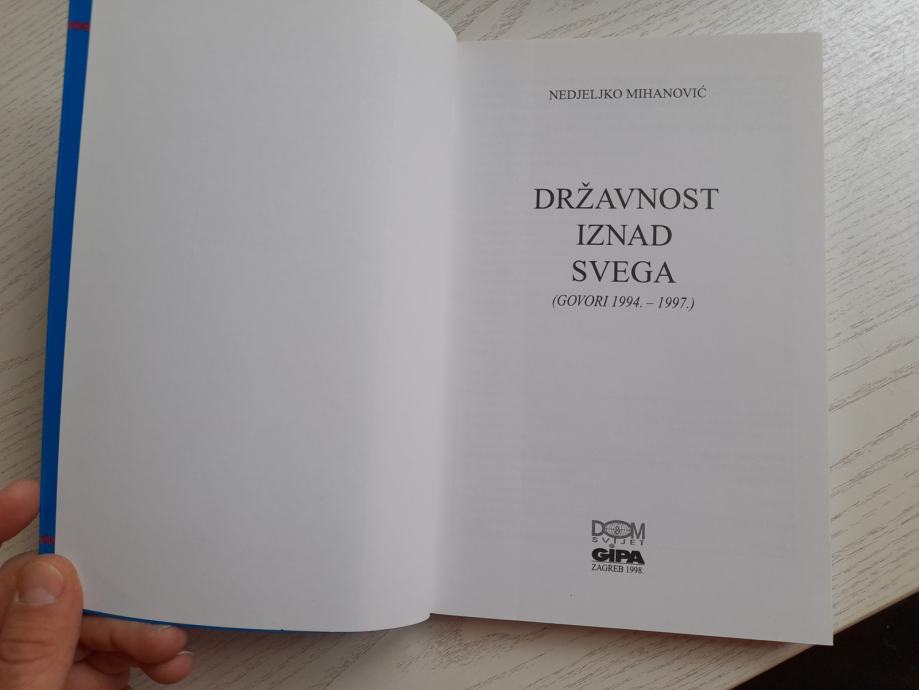 NEDJELJKO MIHANOVIĆ
DRŽAVNOST
IZNAD
SVEGA
(GOVORI 1994. – 1997.)
DOM
SVIJET
GIPA
ZAGREB 1998.